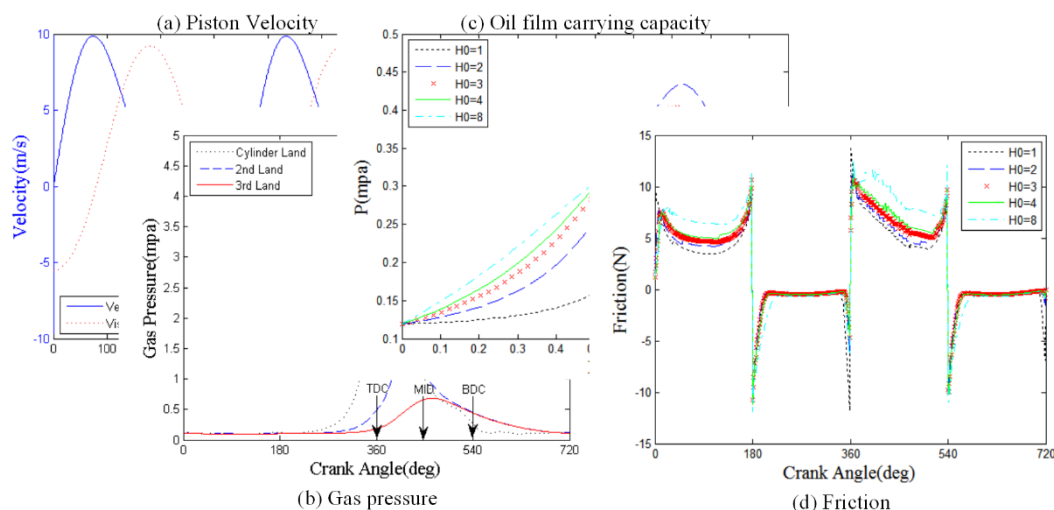 (a) Piston Velocity
(c) Oil film carrying capacity
10
5
0
-5
-10
Velocity(m/s)
0
100
5
4.5
4
3.5
3
2.5
2
1.5
1
0.5
0
Gas Pressure(mpa)
Cylinder Land
2nd Land
3rd Land
TDC
MID
BDC
0
180
360
540
720
Crank Angle(deg)
(b) Gas pressure
0.5
0.45
0.4
0.35
0.3
0.25
0.2
0.15
0.1
P(mpa)
H0=1
H0=2
H0=3
H0=4
H0=8
0
0.1
0.2
0.3
0.4
15
10
5
0
-5
-10
-15
Friction(N)
H0=1
H0=2
H0=3
H0=4
H0=8
0
180
360
540
720
Crank Angle(deg)
(d) Friction